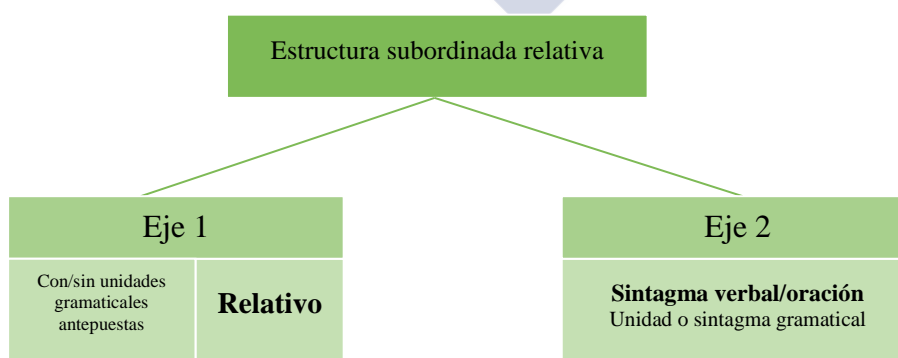 Estructura subordinada relativa
Eje 1
Eje 2
Con/sin unidades
gramaticales
antepuestas
Relativo
Sintagma verbal/oración
Unidad o sintagma gramatical